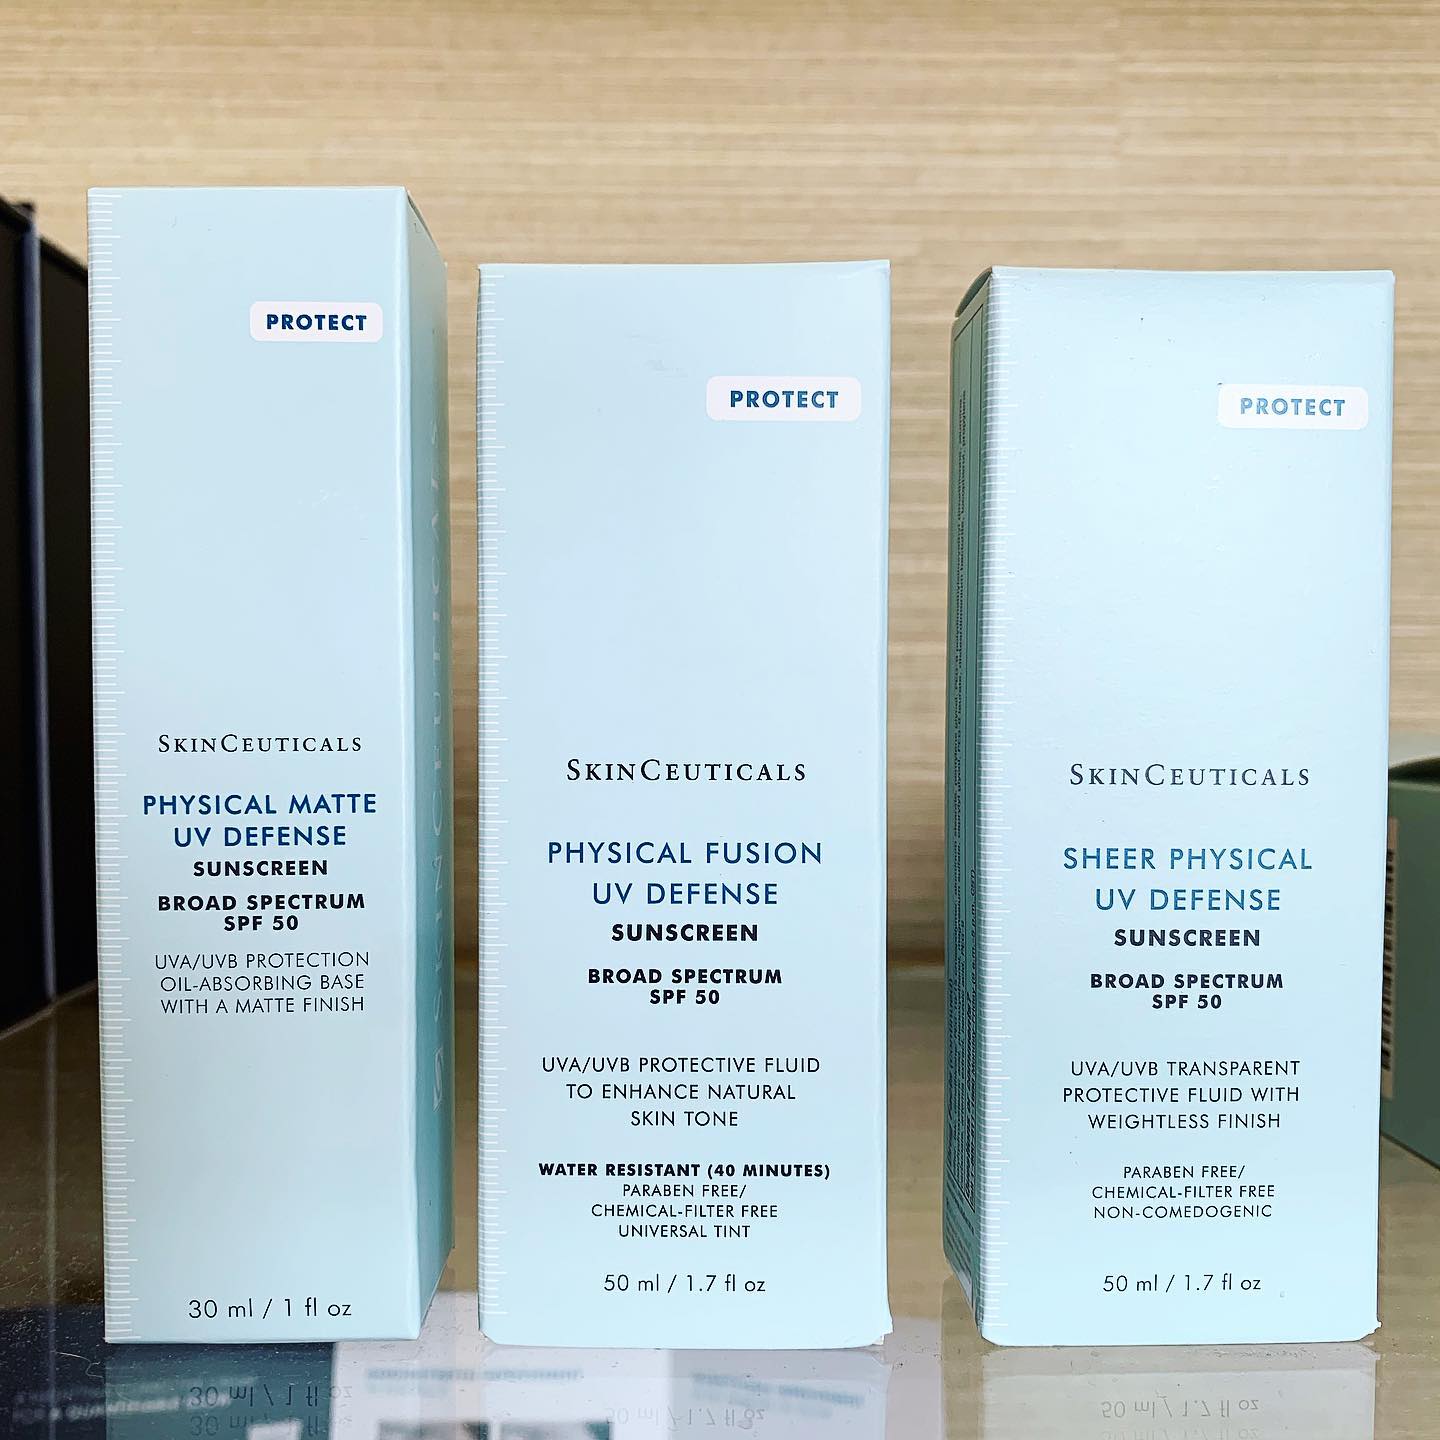 PROTECT
SKINCEUTICALS
PHYSICAL MATTE
UV DEFENSE
SUNSCREEN
BROAD SPECTRUM
SPF 50
UVA/UVB PROTECTION
OIL-ABSORBING BASE
WITH A MATTE FINISH
30 ml / 1 fl oz
SKINCEUTICALS
PROTECT
SKINCEUTICALS
PHYSICAL FUSION
UV DEFENSE
SUNSCREEN
BROAD SPECTRUM
SPF 50
UVA/UVB PROTECTIVE FLUID
TO ENHANCE NATURAL
SKIN TONE
WATER RESISTANT (40 MINUTES)
PARABEN FREE/
CHEMICAL-FILTER FREE
UNIVERSAL TINT
50 ml / 1.7 fl oz
PROTECT
SKINCEUTICALS
SHEER PHYSICAL
UV DEFENSE
SUNSCREEN
BROAD SPECTRUM
SPF 50
UVA/UVB TRANSPARENT
PROTECTIVE FLUID WITH
WEIGHTLESS FINISH
PARABEN FREE/
CHEMICAL-FILTER FREE
NON-COMEDOGENIC
50 ml / 1.7 fl oz